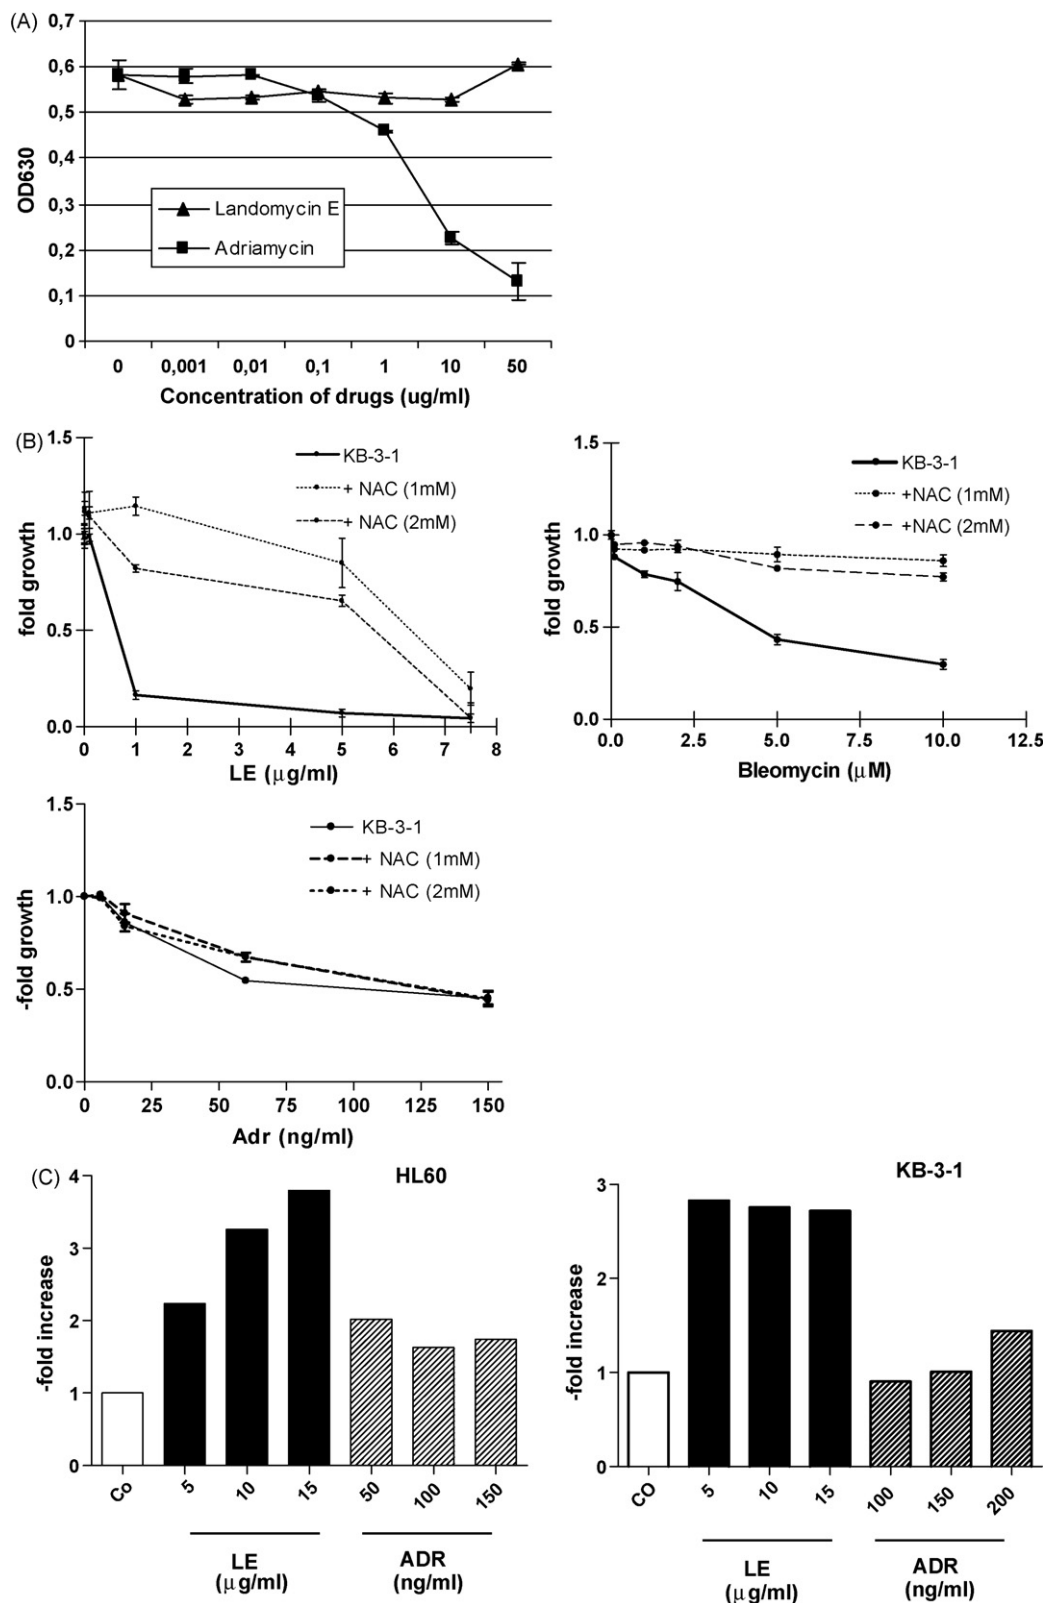 (A)
0,7
0,6
0,5
0,4
0,3
0,2
0,1
0
OD630
Landomycin E
Adriamycin
0 0,001 0,01 0,1 1 10 50
Concentration of drugs (ug/ml)
(B)
1.5
1.0
0.5
0.0
fold growth
KB-3-1
+ NAC (1mM)
+ NAC (2mM)
0 1 2 3 4 5 6 7 8
LE (μg/ml)
1.5
1.0
0.5
0.0
fold growth
KB-3-1
+NAC (1mM)
+NAC (2mM)
0.0 2.5 5.0 7.5 10.0 12.5
Bleomycin (μM)
1.5
1.0
0.5
0.0
-fold growth
KB-3-1
+ NAC (1mM)
+ NAC (2mM)
0 25 50 75 100 125 150
Adr (ng/ml)
(C)
HL60
4
3
2
1
0
-fold increase
Co 5 10 15 50 100 150
LE ADR
(μg/ml) (ng/ml)
KB-3-1
3
2
1
0
-fold increase
CO 5 10 15 100 150 200
LE ADR
(μg/ml) (ng/ml)